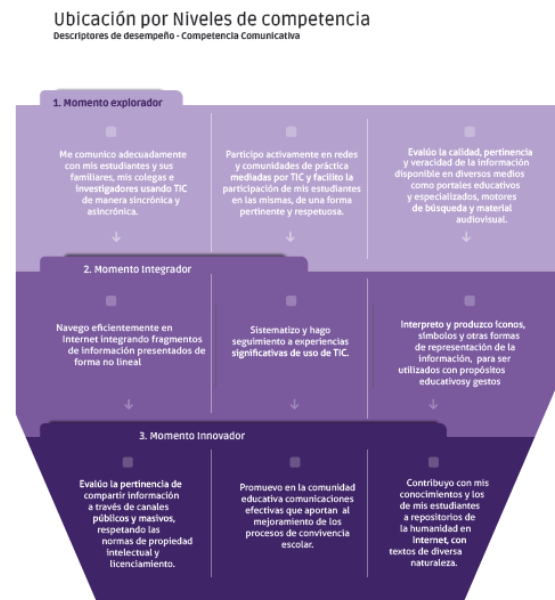 Ubicación por Niveles de competencia
Descriptores de desempeño - Competencia Comunicativa
1. Momento explorador
Me comunico adecuadamente
con mis estudiantes y sus
familiares, mis colegas e
investigadores usando TIC
de manera sincrónica y
asincrónica.
Participo activamente en redes
y comunidades de práctica
mediadas por TIC y facilito la
participación de mis estudiantes
en las mismas, de una forma
pertinente y respetuosa.
Evalúo la calidad, pertinencia
y veracidad de la información
disponible en diversos medios
como portales educativos
y especializados, motores
de búsqueda y material
audiovisual.
2. Momento Integrador
Navego eficientemente en
Internet integrando fragmentos
de información presentados de
forma no lineal
Sistematizo y hago
seguimiento a experiencias
significativas de uso de TIC.
Interpreto y produzco íconos,
símbolos y otras formas
de representación de la
información, para ser
utilizados con propósitos
educativosy gestos
3. Momento Innovador
Evalúo la pertinencia de
compartir información
a través de canales
públicos y masivos,
respetando las
normas de propiedad
intelectual y
licenciamiento.
Promuevo en la comunidad
educativa comunicaciones
efectivas que aportan al
mejoramiento de los
procesos de convivencia
escolar.
Contribuyo con mis
conocimientos y los
de mis estudiantes
a repositorios de
la humanidad en
Internet, con
textos de diversa
naturaleza.